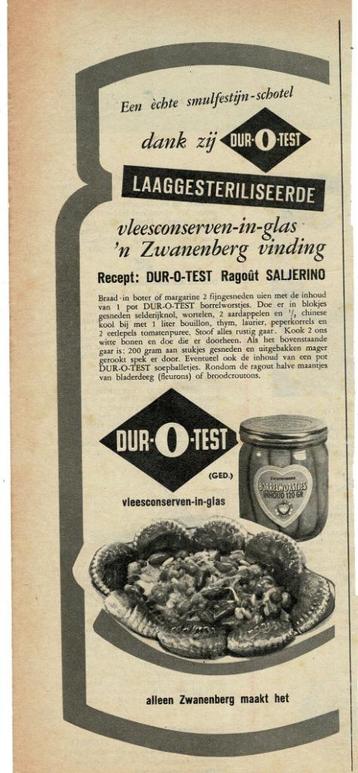 Een èchte smulfestijn-schotel
dank zij DUR-O-TEST
LAAGGESTERILISEERDE
vleesconserven-in-glas
'n Zwanenberg vinding
Recept: DUR-O-TEST Ragoût SALJERINO
Braad in boter of margarine 2 fijngesneden uien met de inhoud
van 1 pot DUR-O-TEST borrelworstjes. Doe er in blokjes
gesneden selderijknol, wortelen, 2 aardappelen en chinese
kool bij met 1 liter bouillon, thym, laurier, peperkorrels en
2 eetlepels tomatenpuree. Stoof alles rustig gaar. Kook 2 ons
witte bonen en doe die er doorheen. Als het bovenstaande
gaar is: 200 gram aan stukjes gesneden en uitgebakken mager
gerookt spek er door. Eventueel ook de inhoud van een pot
DUR-O-TEST soepballetjes. Rondom de ragout halve maantjes
van bladerdeeg (fleurons) of broodcroutons.
DUR-O-TEST
(GED.)
vleesconserven-in-glas
Zwanenberg
BORRELWORSTJES
INHOUD 120 GR
alleen Zwanenberg maakt het